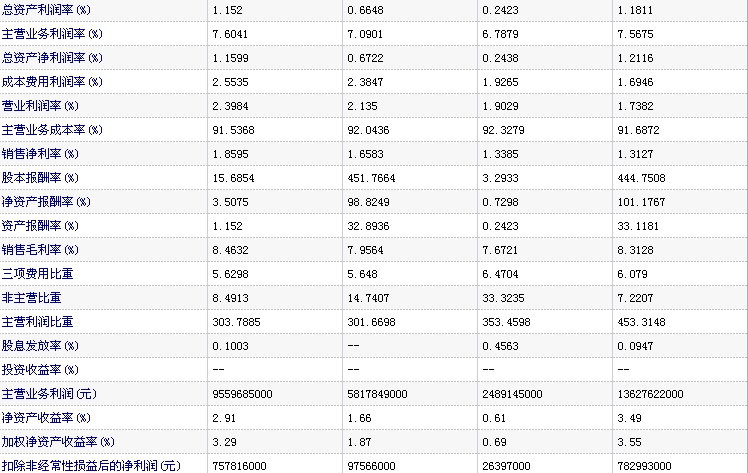 总资产利润率(%) 1.152 0.6648 0.2423 1.1811
主营业务利润率(%) 7.6041 7.0901 6.7879 7.5675
总资产净利润率(%) 1.1599 0.6722 0.2438 1.2116
成本费用利润率(%) 2.5535 2.3847 1.9265 1.6946
营业利润率(%) 2.3984 2.135 1.9029 1.7382
主营业务成本率(%) 91.5368 92.0436 92.3279 91.6872
销售净利率(%) 1.8595 1.6583 1.3385 1.3127
股本报酬率(%) 15.6854 451.7664 3.2933 444.7508
净资产报酬率(%) 3.5075 98.8249 0.7298 101.1767
资产报酬率(%) 1.152 32.8936 0.2423 33.1181
销售毛利率(%) 8.4632 7.9564 7.6721 8.3128
三项费用比重 5.6298 5.648 6.4704 6.079
非主营比重 8.4913 14.7407 33.3235 7.2207
主营利润比重 303.7885 301.6698 353.4598 453.3148
股息发放率(%) 0.1003 -- 0.4563 0.0947
投资收益率(%) -- -- -- --
主营业务利润(元) 9559685000 5817849000 2489145000 13627622000
净资产收益率(%) 2.91 1.66 0.61 3.49
加权净资产收益率(%) 3.29 1.87 0.69 3.55
扣除非经常性损益后的净利润(元) 757816000 97566000 26397000 782993000